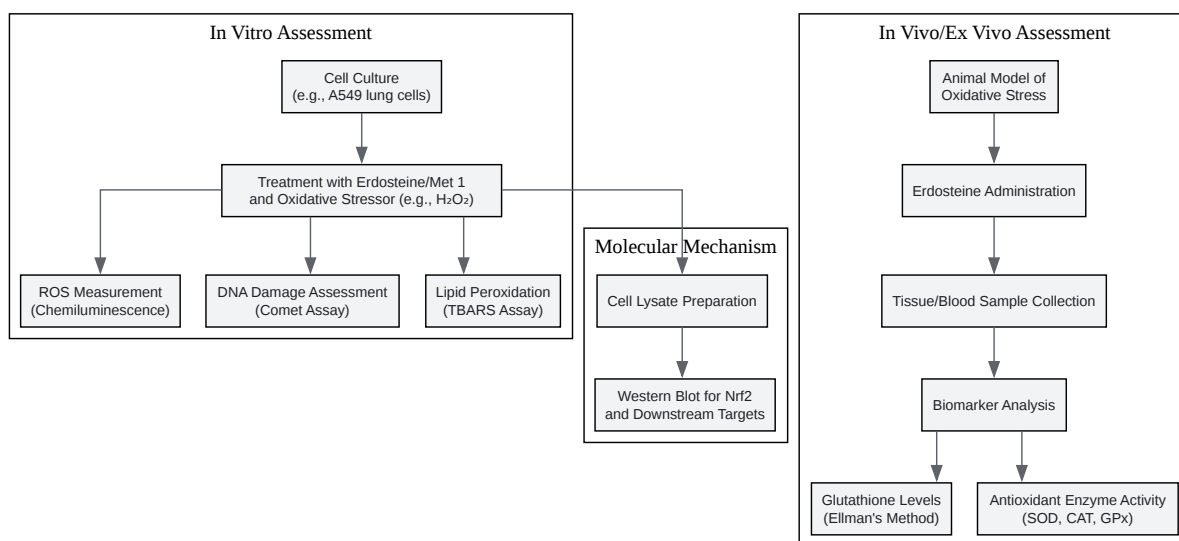 In Vitro Assessment
Cell Culture
(e.g., A549 lung cells)
Treatment with Erdosteine/Met 1
and Oxidative Stressor (e.g., H₂O₂)
ROS Measurement
(Chemiluminescence)
DNA Damage Assessment
(Comet Assay)
Lipid Peroxidation
(TBARS Assay)
Molecular Mechanism
Cell Lysate Preparation
Western Blot for Nrf2
and Downstream Targets
In Vivo/Ex Vivo Assessment
Animal Model of
Oxidative Stress
Erdosteine Administration
Tissue/Blood Sample Collection
Biomarker Analysis
Glutathione Levels
(Ellman's Method)
Antioxidant Enzyme Activity
(SOD, CAT, GPx)